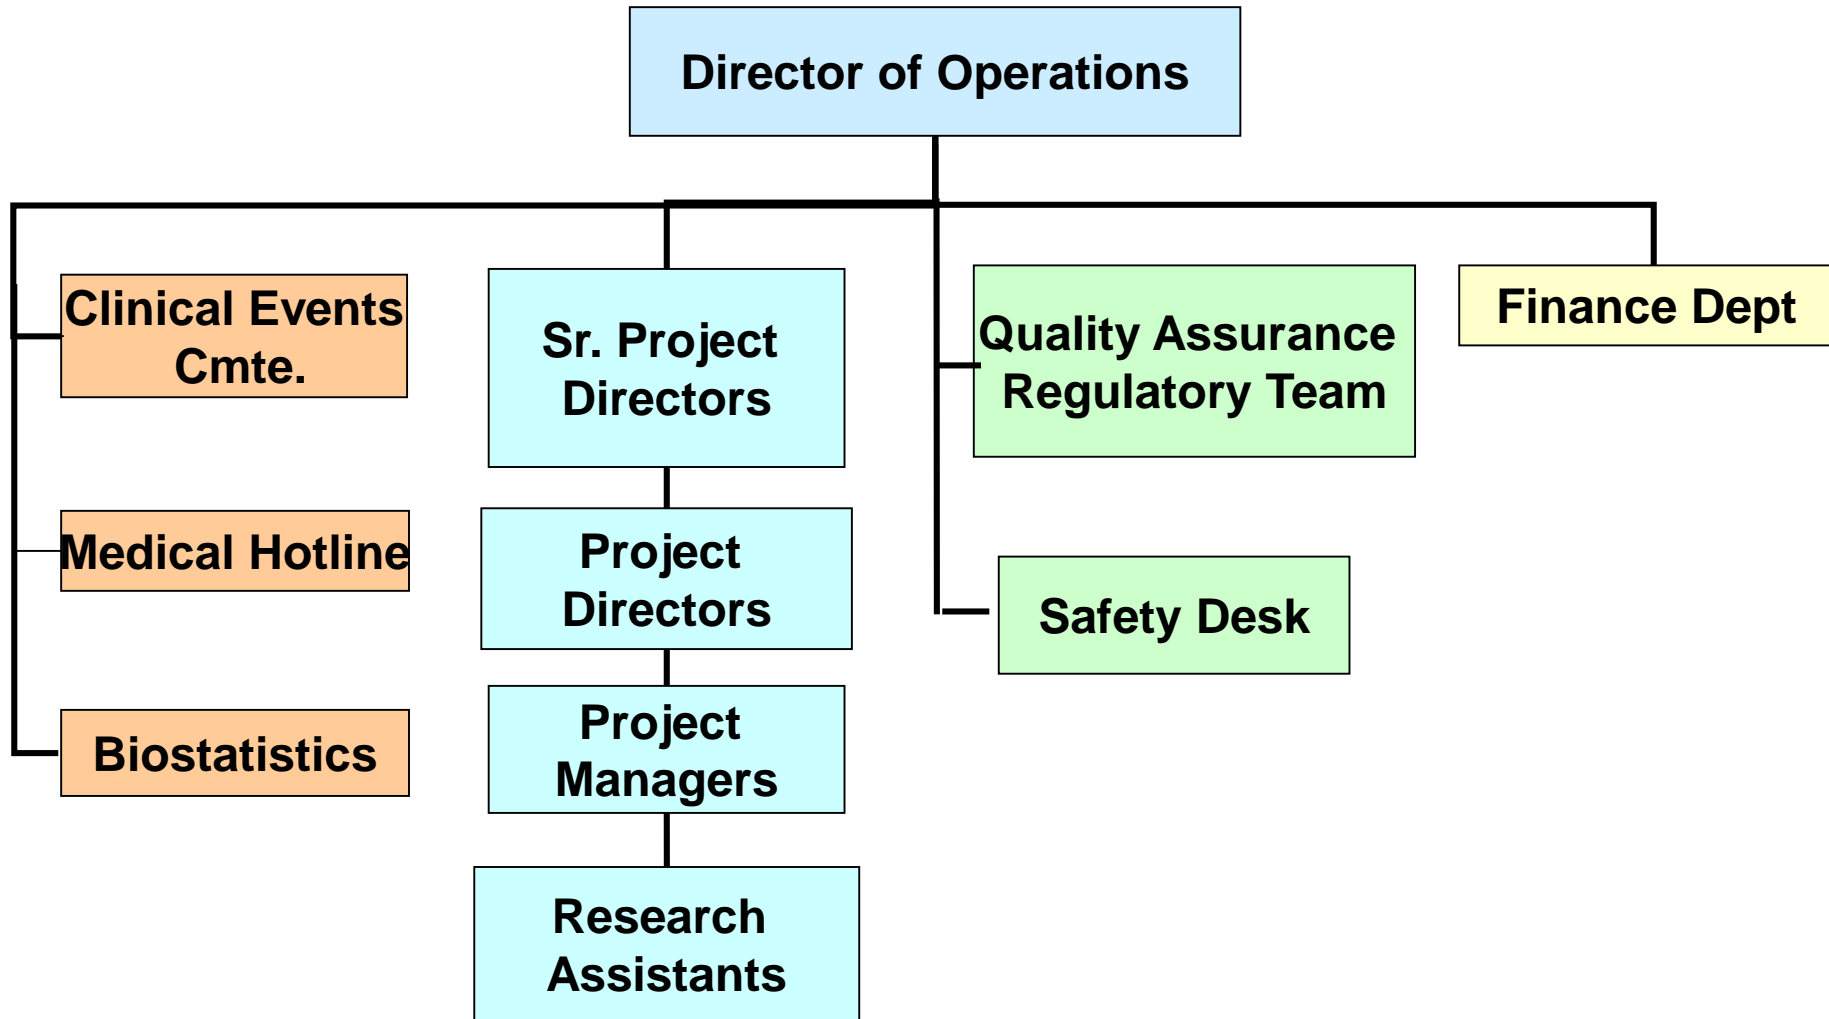 Director of Operations
Clinical Events
Cmte.
Medical Hotline
Biostatistics
Sr. Project
Directors
Project
Directors
Project
Managers
Research
Assistants
Quality Assurance
Regulatory Team
Safety Desk
Finance Dept